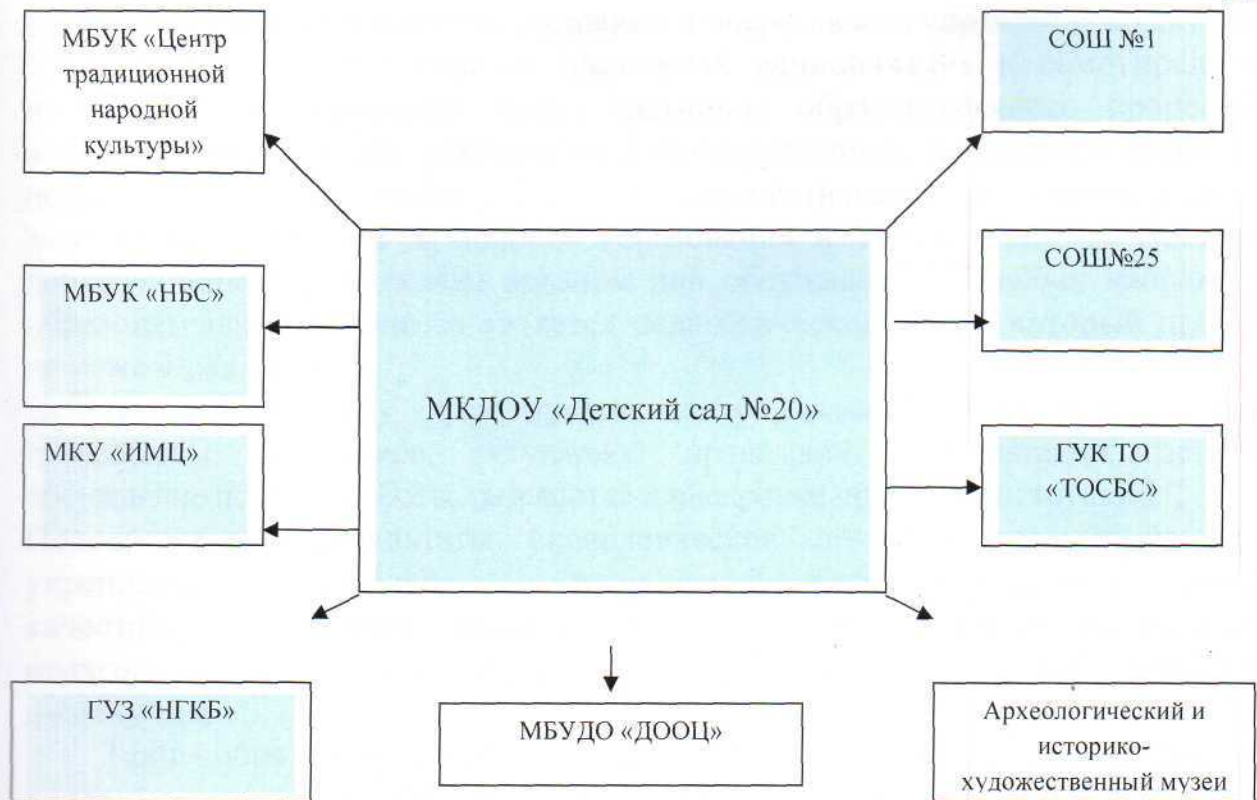 МБУК «Центр
традиционной
народной
культуры»
СОШ №1
МБУК «НБС»
СОШ№25
МКДОУ «Детский сад №20»
МКУ «ИМЦ»
ГУК ТО
«ТОСБС»
ГУЗ «НГКБ»
МБУДО «ДООЦ»
Археологический и
историко-
художественный музеи